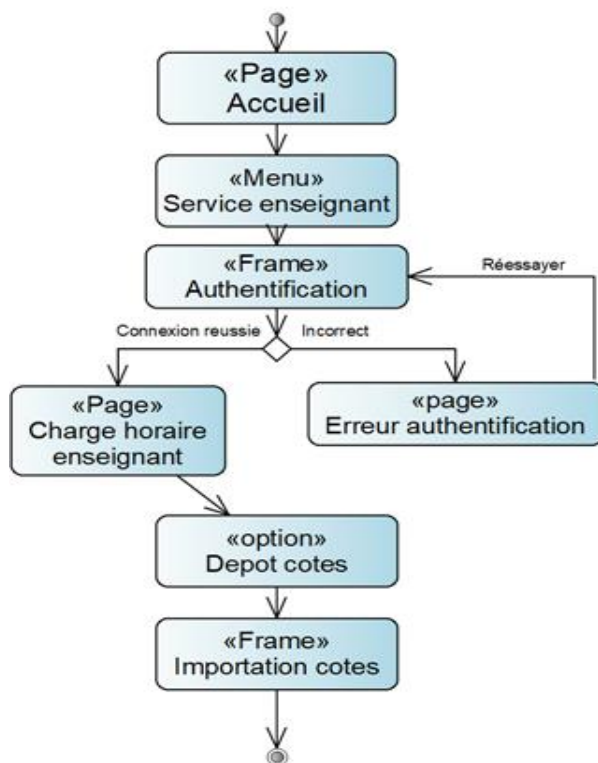 «Page»
Accueil
«Menu»
Service enseignant
«Frame»
Authentification
Réessayer
Connexion reussie
Incorrect
«Page»
Charge horaire
enseignant
«page»
Erreur authentification
«option»
Depot cotes
«Frame»
Importation cotes